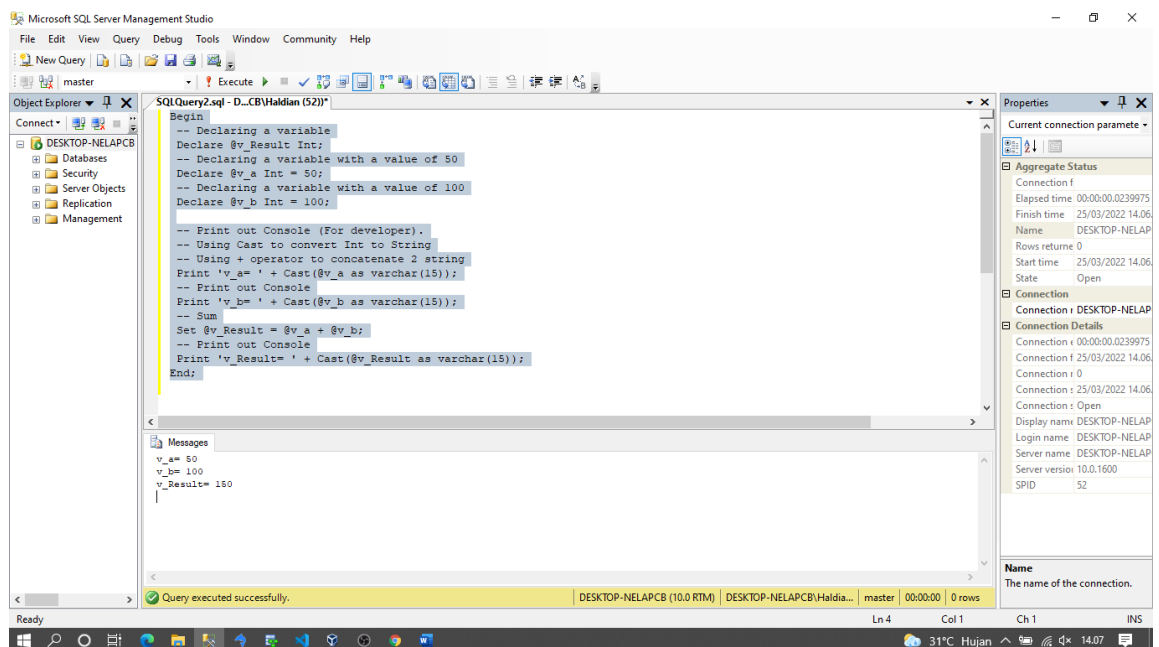 Microsoft SQL Server Management Studio
File Edit View Query Debug Tools Window Community Help
New Query
master Execute
Object Explorer
Connect
DESKTOP-NELAPCB
Databases
Security
Server Objects
Replication
Management
SQLQuery2.sql - D...CB\Haldian (52))*
Begin
-- Declaring a variable
Declare @v_Result Int;
-- Declaring a variable with a value of 50
Declare @v_a Int = 50;
-- Declaring a variable with a value of 100
Declare @v_b Int = 100;
-- Print out Console (For developer).
-- Using Cast to convert Int to String
-- Using + operator to concatenate 2 string
Print 'v_a= ' + Cast(@v_a as varchar(15));
-- Print out Console
Print 'v_b= ' + Cast(@v_b as varchar(15));
-- Sum
Set @v_Result = @v_a + @v_b;
-- Print out Console
Print 'v_Result= ' + Cast(@v_Result as varchar(15));
End;
Messages
v_a= 50
v_b= 100
v_Result= 150
Query executed successfully. DESKTOP-NELAPCB (10.0 RTM) DESKTOP-NELAPCB\Haldia... master 00:00:00 0 rows
Properties
Current connection paramete
Aggregate Status
Connection f
Elapsed time 00:00:00.0239975
Finish time 25/03/2022 14.06.
Name DESKTOP-NELAP
Rows returne 0
Start time 25/03/2022 14.06.
State Open
Connection
Connection r DESKTOP-NELAP
Connection Details
Connection e 00:00:00.0239975
Connection f 25/03/2022 14.06.
Connection r 0
Connection s 25/03/2022 14.06.
Connection s Open
Display name DESKTOP-NELAP
Login name DESKTOP-NELAP
Server name DESKTOP-NELAP
Server version 10.0.1600
SPID 52
Name
The name of the connection.
Ready Ln 4 Col 1 Ch 1 INS
31°C Hujan 14.07